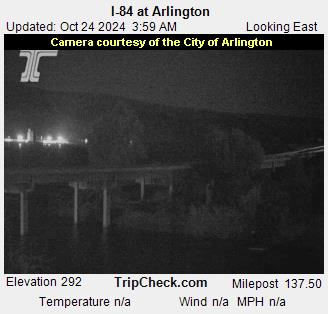 I-84 at Arlington
Updated: Oct 24 2024 3:59 AM Looking East
Camera courtesy of the City of Arlington
Elevation 292 TripCheck.com Milepost 137.50
Temperature n/a Wind n/a MPH n/a